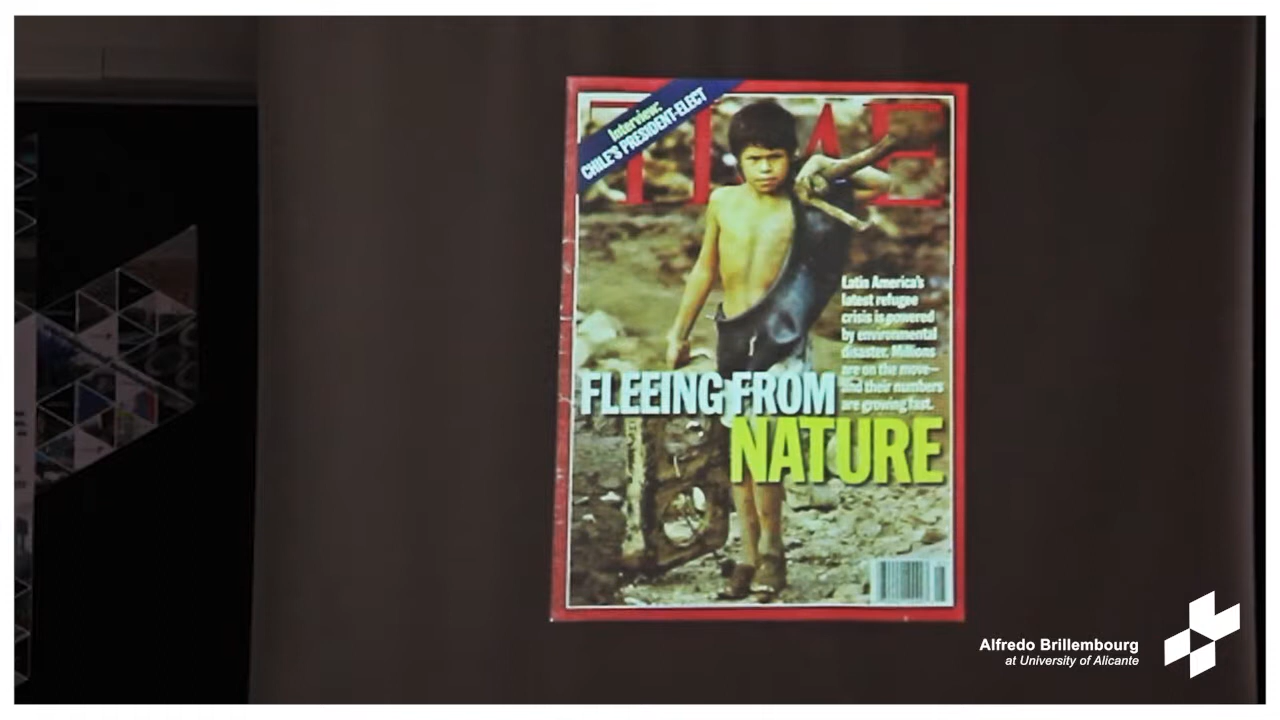 Interview:
CHILE'S PRESIDENT-ELECT
TIME
Latin America's
latest refugee
crisis is powered
by environmental
disaster. Millions
are on the move—
and their numbers
are growing fast.
FLEEING FROM
NATURE
Alfredo Brillembourg
at University of Alicante